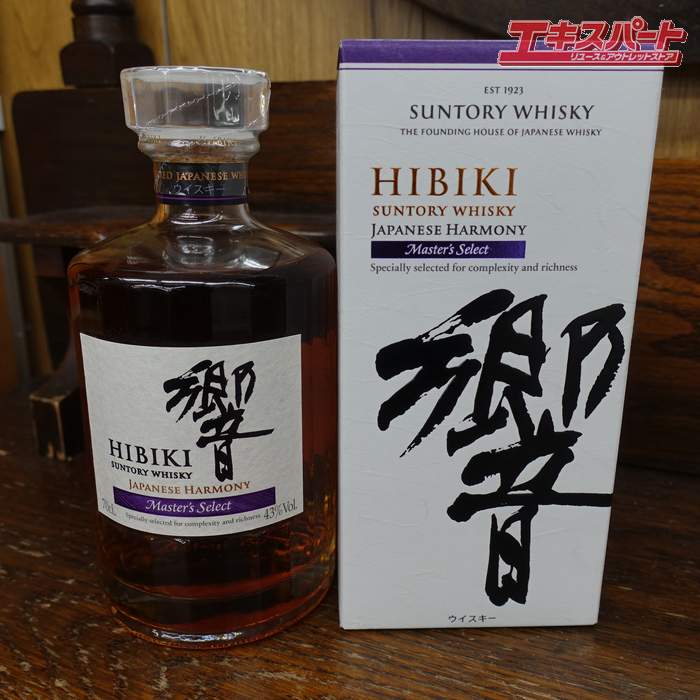 エキスパート
リユース&アウトレットストア
EST 1923
SUNTORY WHISKY
THE FOUNDING HOUSE OF JAPANESE WHISKY
HIBIKI
SUNTORY WHISKY
JAPANESE HARMONY
Master's Select
Specially selected for complexity and richness
響
ウイスキー
JAPANESE WHIS
ウイスキー
響
HIBIKI
SUNTORY WHISKY
JAPANESE HARMONY
Master's Select
70cL
Specially selected for complexity and richness
43%Vol.